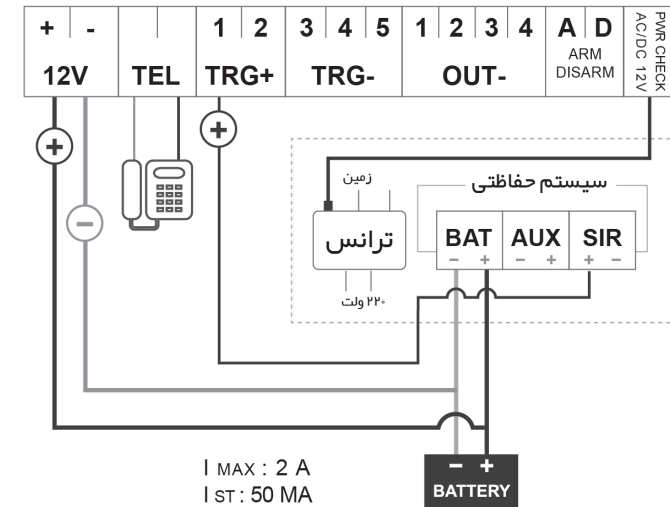 + -
12V
TEL
1 2
TRG+
3 4 5
TRG-
1 2 3 4
OUT-
A D
ARM
DISARM
PWR CHECK
AC/DC 12V
+
+
-
زمین
ترانس
۲۲۰ ولت
سیستم حفاظتی
BAT AUX SIR
- + - + + -
I MAX : 2 A
I ST : 50 MA
- +
BATTERY